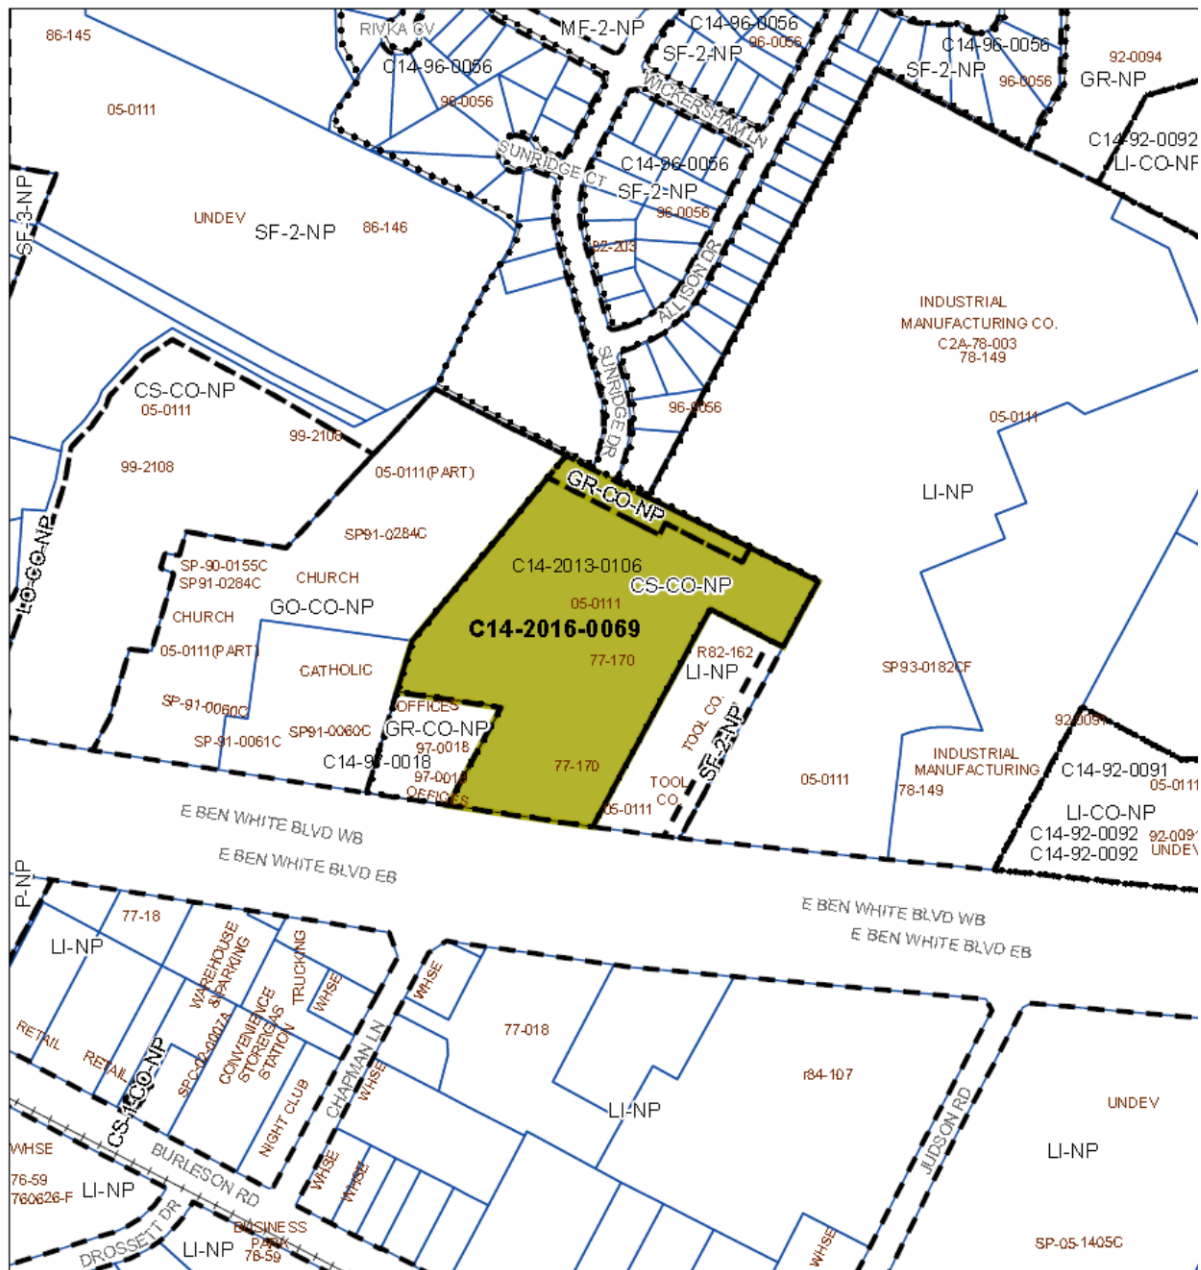 86-145
RIVKA CV
MF-2-NP
C14-96-0056
SF-2-NP
96-0056
C14-96-0056
SF-2-NP
96-0056
92-0094
GR-NP
C14-96-0056
96-0056
05-0111
WICKERSHAM LN
C14-92-0092
LI-CO-NP
SUNRIDGE CT
C14-96-0056
SF-2-NP
96-0056
SF-3-NP
UNDEV
SF-2-NP
86-146
82-203
ALLISON DR
INDUSTRIAL
MANUFACTURING CO.
C2A-78-003
78-149
SUNRIDGE DR
CS-CO-NP
05-0111
96-0056
05-0111
99-2108
99-2108
05-0111(PART)
GR-CO-NP
LI-NP
SP91-0284C
LO-CO-NP
SP-90-0155C
SP91-0284C
CHURCH
C14-2013-0106
CS-CO-NP
GO-CO-NP
CHURCH
05-0111
C14-2016-0069
05-0111(PART)
CATHOLIC
77-170
R82-162
LI-NP
SP93-0182CF
TOOL CO.
SF-2-NP
SP-91-0060C
OFFICES
GR-CO-NP
SP-91-0061C
SP91-0060C
97-0018
C14-97-0018
97-0018
OFFICES
77-170
TOOL
CO
05-0111
05-0111
92-0091
INDUSTRIAL
MANUFACTURING
78-149
C14-92-0091
05-0111
LI-CO-NP
C14-92-0092
C14-92-0092
92-0091
UNDEV
E BEN WHITE BLVD WB
E BEN WHITE BLVD EB
E BEN WHITE BLVD WB
E BEN WHITE BLVD EB
P-NP
77-18
LI-NP
WAREHOUSE
& PARKING
TRUCKING
WHSE
WHSE
CONVENIENCE
STORE/GAS
STATION
SPC-02-0007A
RETAIL
RETAIL
CS-1-CO-NP
NIGHT CLUB
CHAPMAN LN
WHSE
77-018
r84-107
LI-NP
JUDSON RD
UNDEV
LI-NP
WHSE
76-59
760626-F
LI-NP
BURLESON RD
WHSE
WHSE
DROSSETT DR
BUSINESS
PARK
76-59
LI-NP
WHSE
SP-05-1405C